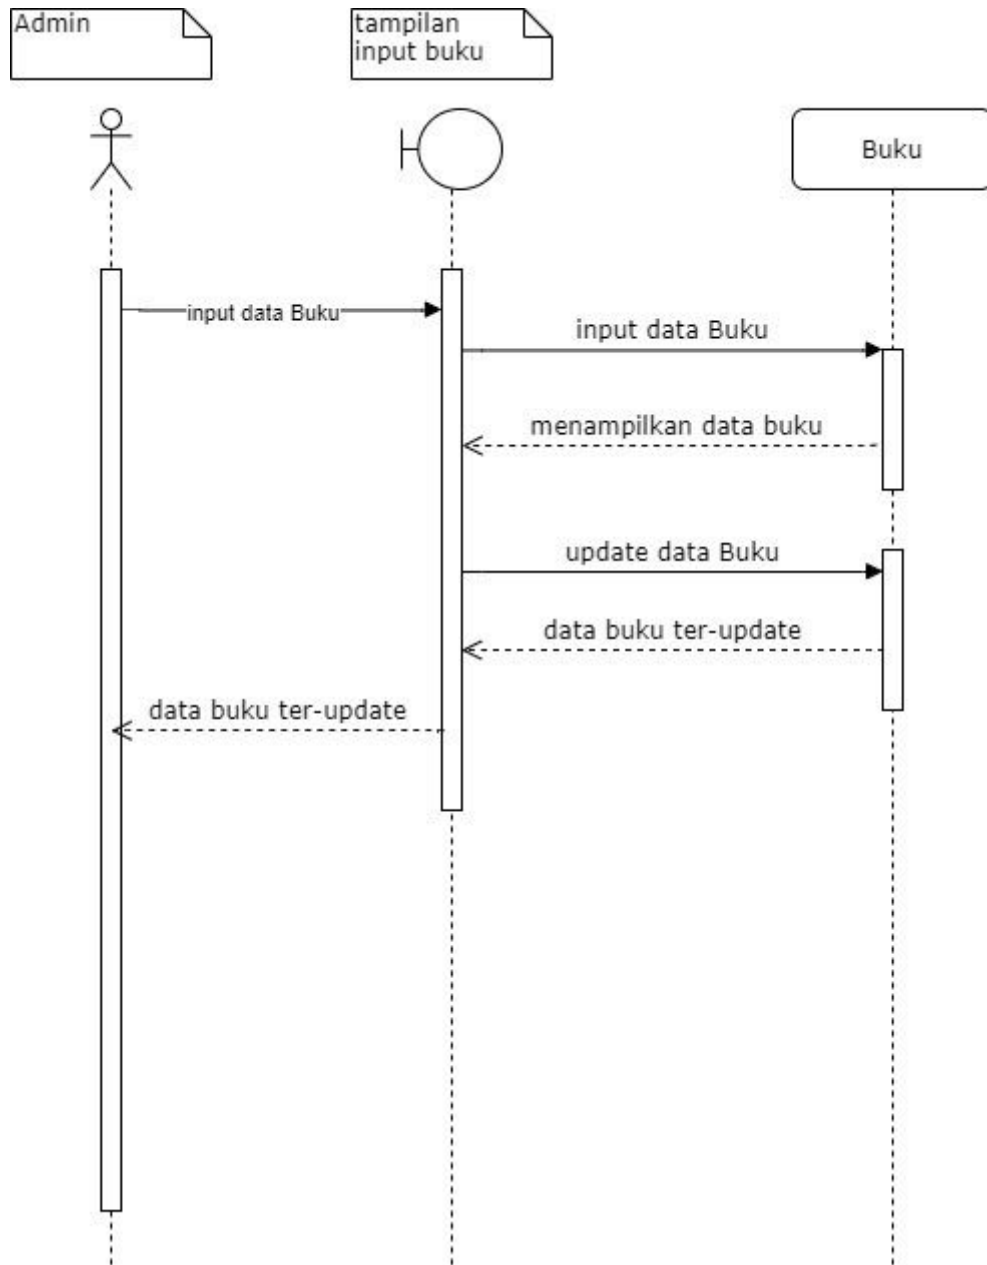 Admin
tampilan
input buku
Buku
input data Buku
input data Buku
menampilkan data buku
update data Buku
data buku ter-update
data buku ter-update